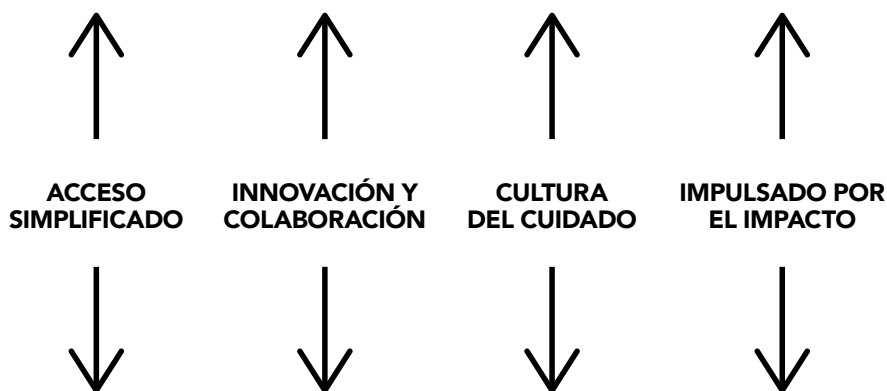 ACCESO
SIMPLIFICADO
INNOVACIÓN Y
COLABORACIÓN
CULTURA
DEL CUIDADO
IMPULSADO POR
EL IMPACTO